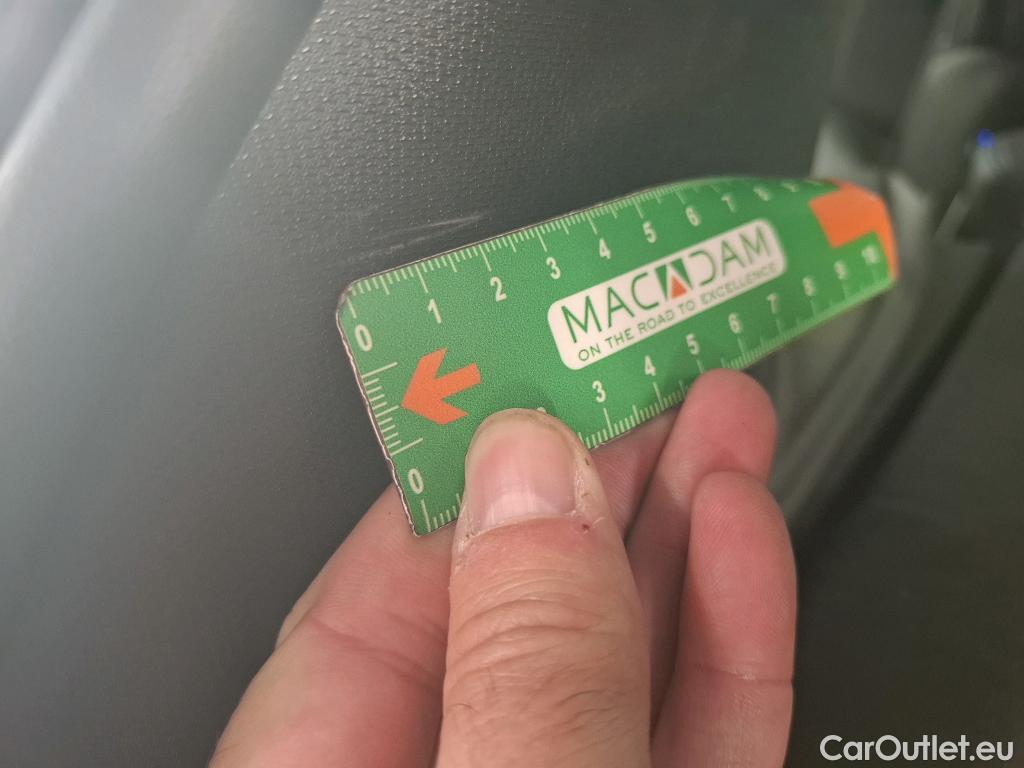 0 1 2 3 4 5 6 7 8 9
MACADAM
ON THE ROAD TO EXCELLENCE
0 3 4 5 6 7 8 9 10
CarOutlet.eu